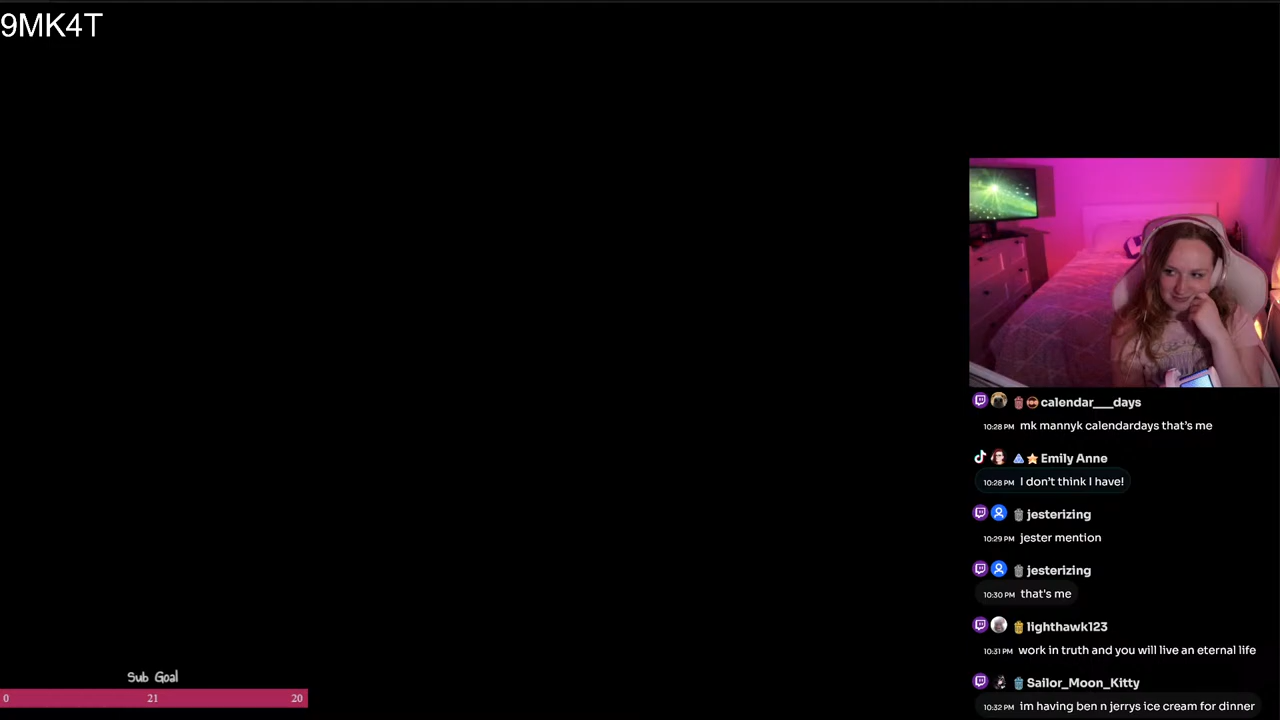 9MK4T
calendar___days
10:28 PM mk mannyk calendardays that's me
Emily Anne
10:28 PM I don't think I have!
jesterizing
10:29 PM jester mention
jesterizing
10:30 PM that's me
lighthawk123
10:31 PM work in truth and you will live an eternal life
Sailor_Moon_Kitty
10:32 PM im having ben n jerrys ice cream for dinner
Sub Goal
0 21 20